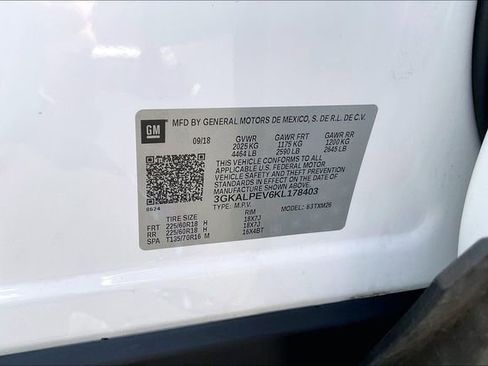 GM
MFD BY GENERAL MOTORS DE MEXICO, S. DE R.L. DE C.V.
09/18 GVWR GAWR FRT GAWR RR
2025 KG 1175 KG 1200 KG
4464 LB 2590 LB 2645 LB
THIS VEHICLE CONFORMS TO ALL
APPLICABLE U.S. FEDERAL MOTOR
VEHICLE SAFETY AND THEFT PREVENTION
STANDARDS IN EFFECT ON THE DATE OF
MANUFACTURE SHOWN ABOVE.
3GKALPEV6KL178403
8624
TYPE: M.P.V. MODEL: 63TXM26
TIRE SIZE RIM
FRT 225/60R18 H 18X7J
RR 225/60R18 H 18X7J
SPA T135/70R16 M 16X4BT